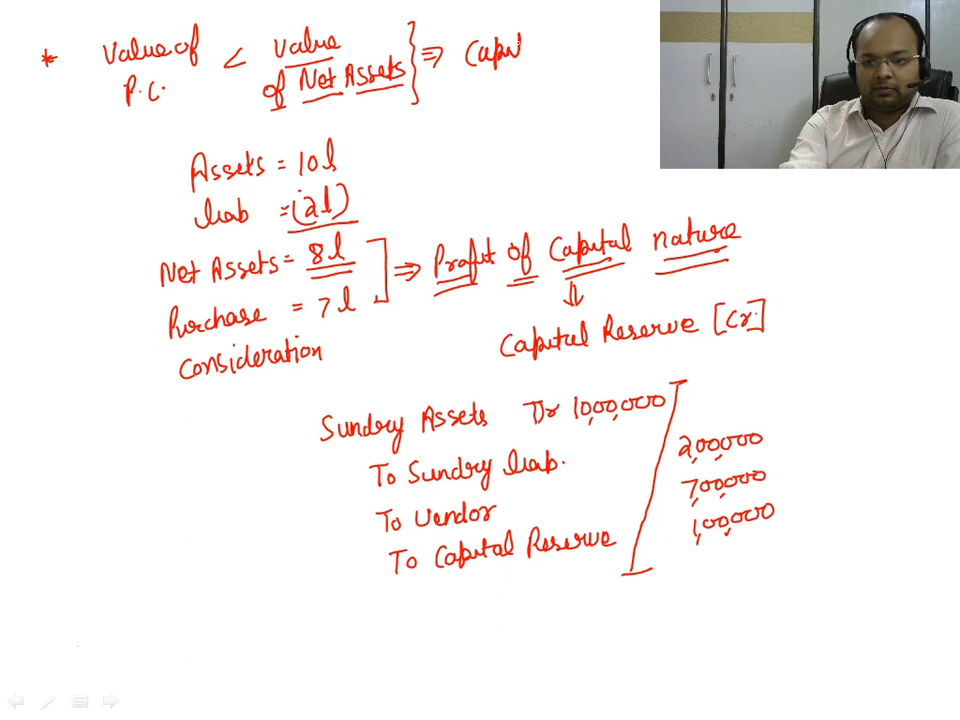 * Value of P.C. < Value of Net Assets } ⇒ Capi
Assets = 10 l
Liab = (2 l)
Net Assets = 8 l
Purchase Consideration = 7 l
] ⇒ Profit of Capital nature
⇓
Capital Reserve [Cr.]
Sundry Assets Dr 10,00,000
To Sundry Liab. 2,00,000
To Vendor 7,00,000
To Capital Reserve 1,00,000